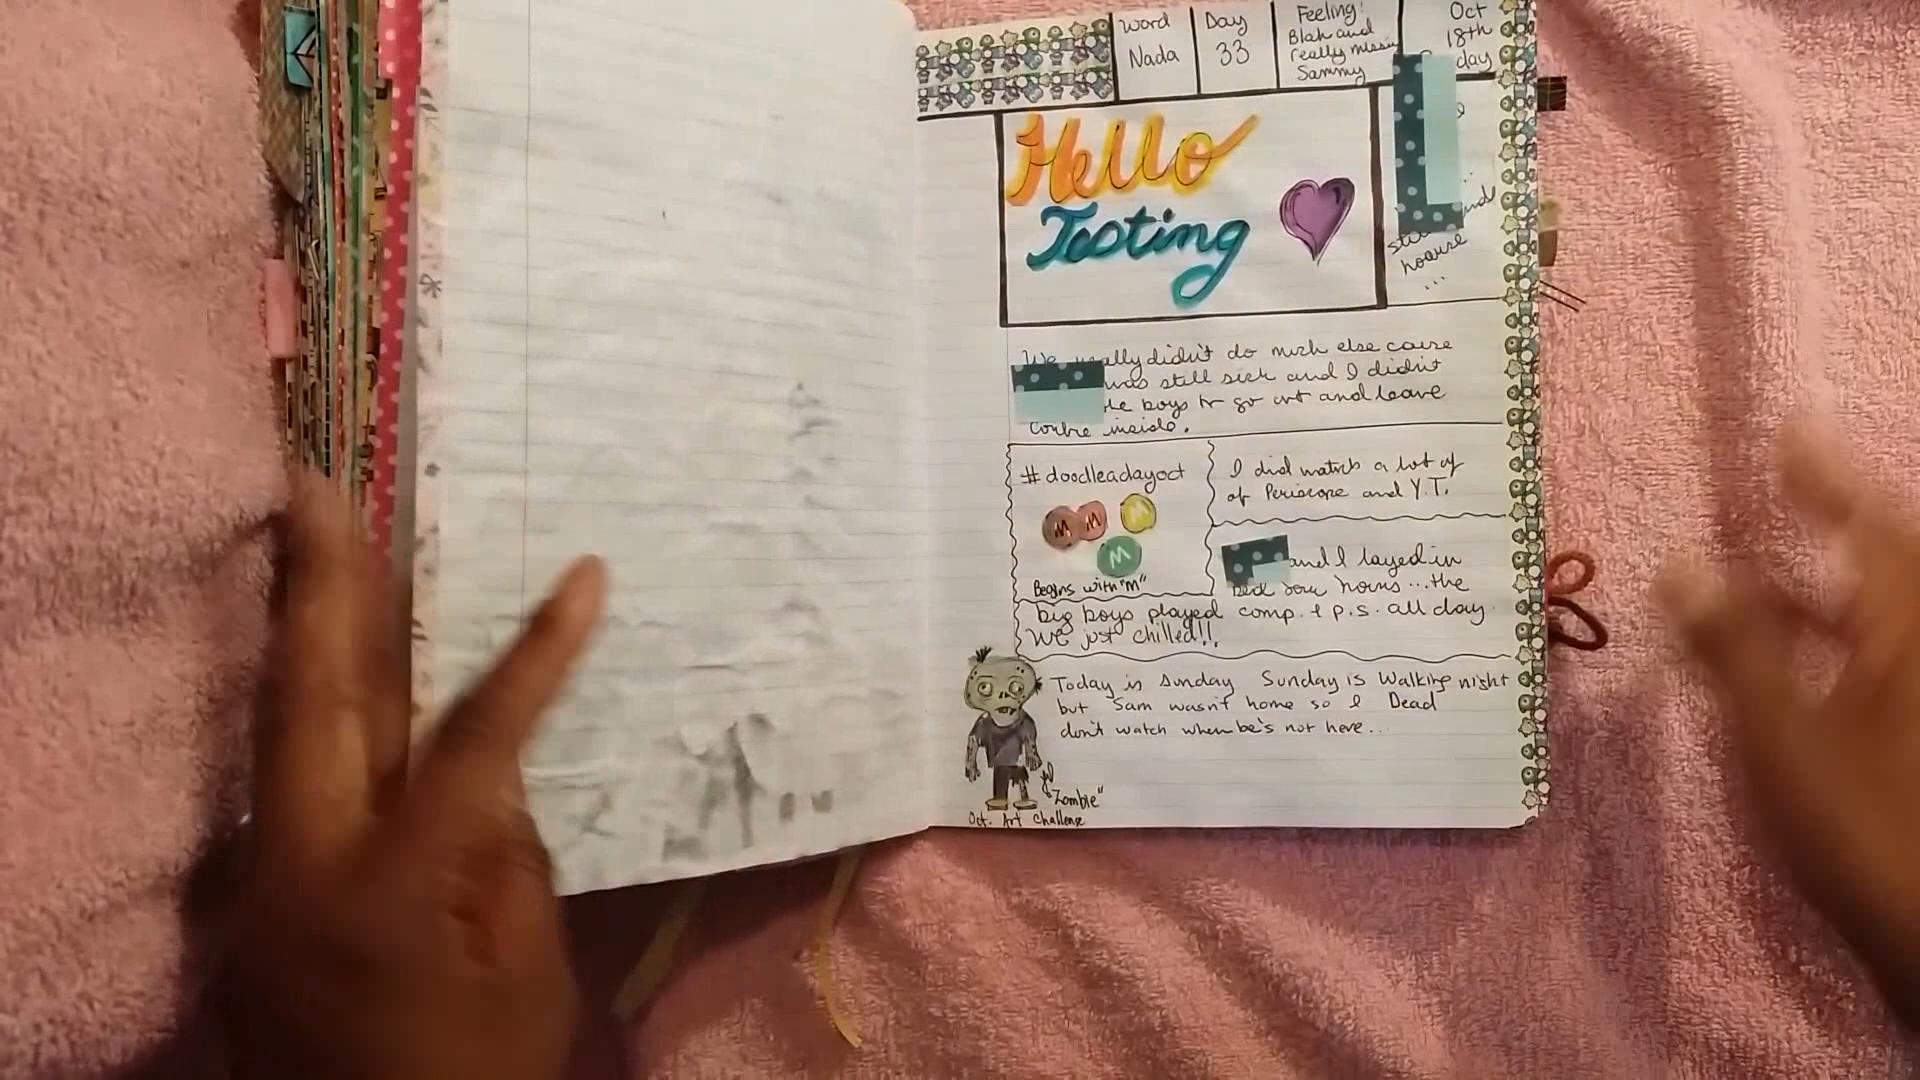 Word
Nada
Day
33
Feeling:
Blah and
really missin
Sammy
Oct
18th
day
Hello
Testing
hoarse
...
We really didn't do much else cause
was still sick and I didn't
the boys to go out and leave
inside.
#doodleadayoct
M M M
M
Begins with "M"
I did watch a lot of
of Periscope and Y.T.
and I layed in
bed for hours...the
big boys played comp. & p.s. all day.
We just chilled!!
Today is Sunday Sunday is Walking night
but Sam wasn't home so I Dead
don't watch when he's not here...
"Zombie"
Oct. Art Challenge